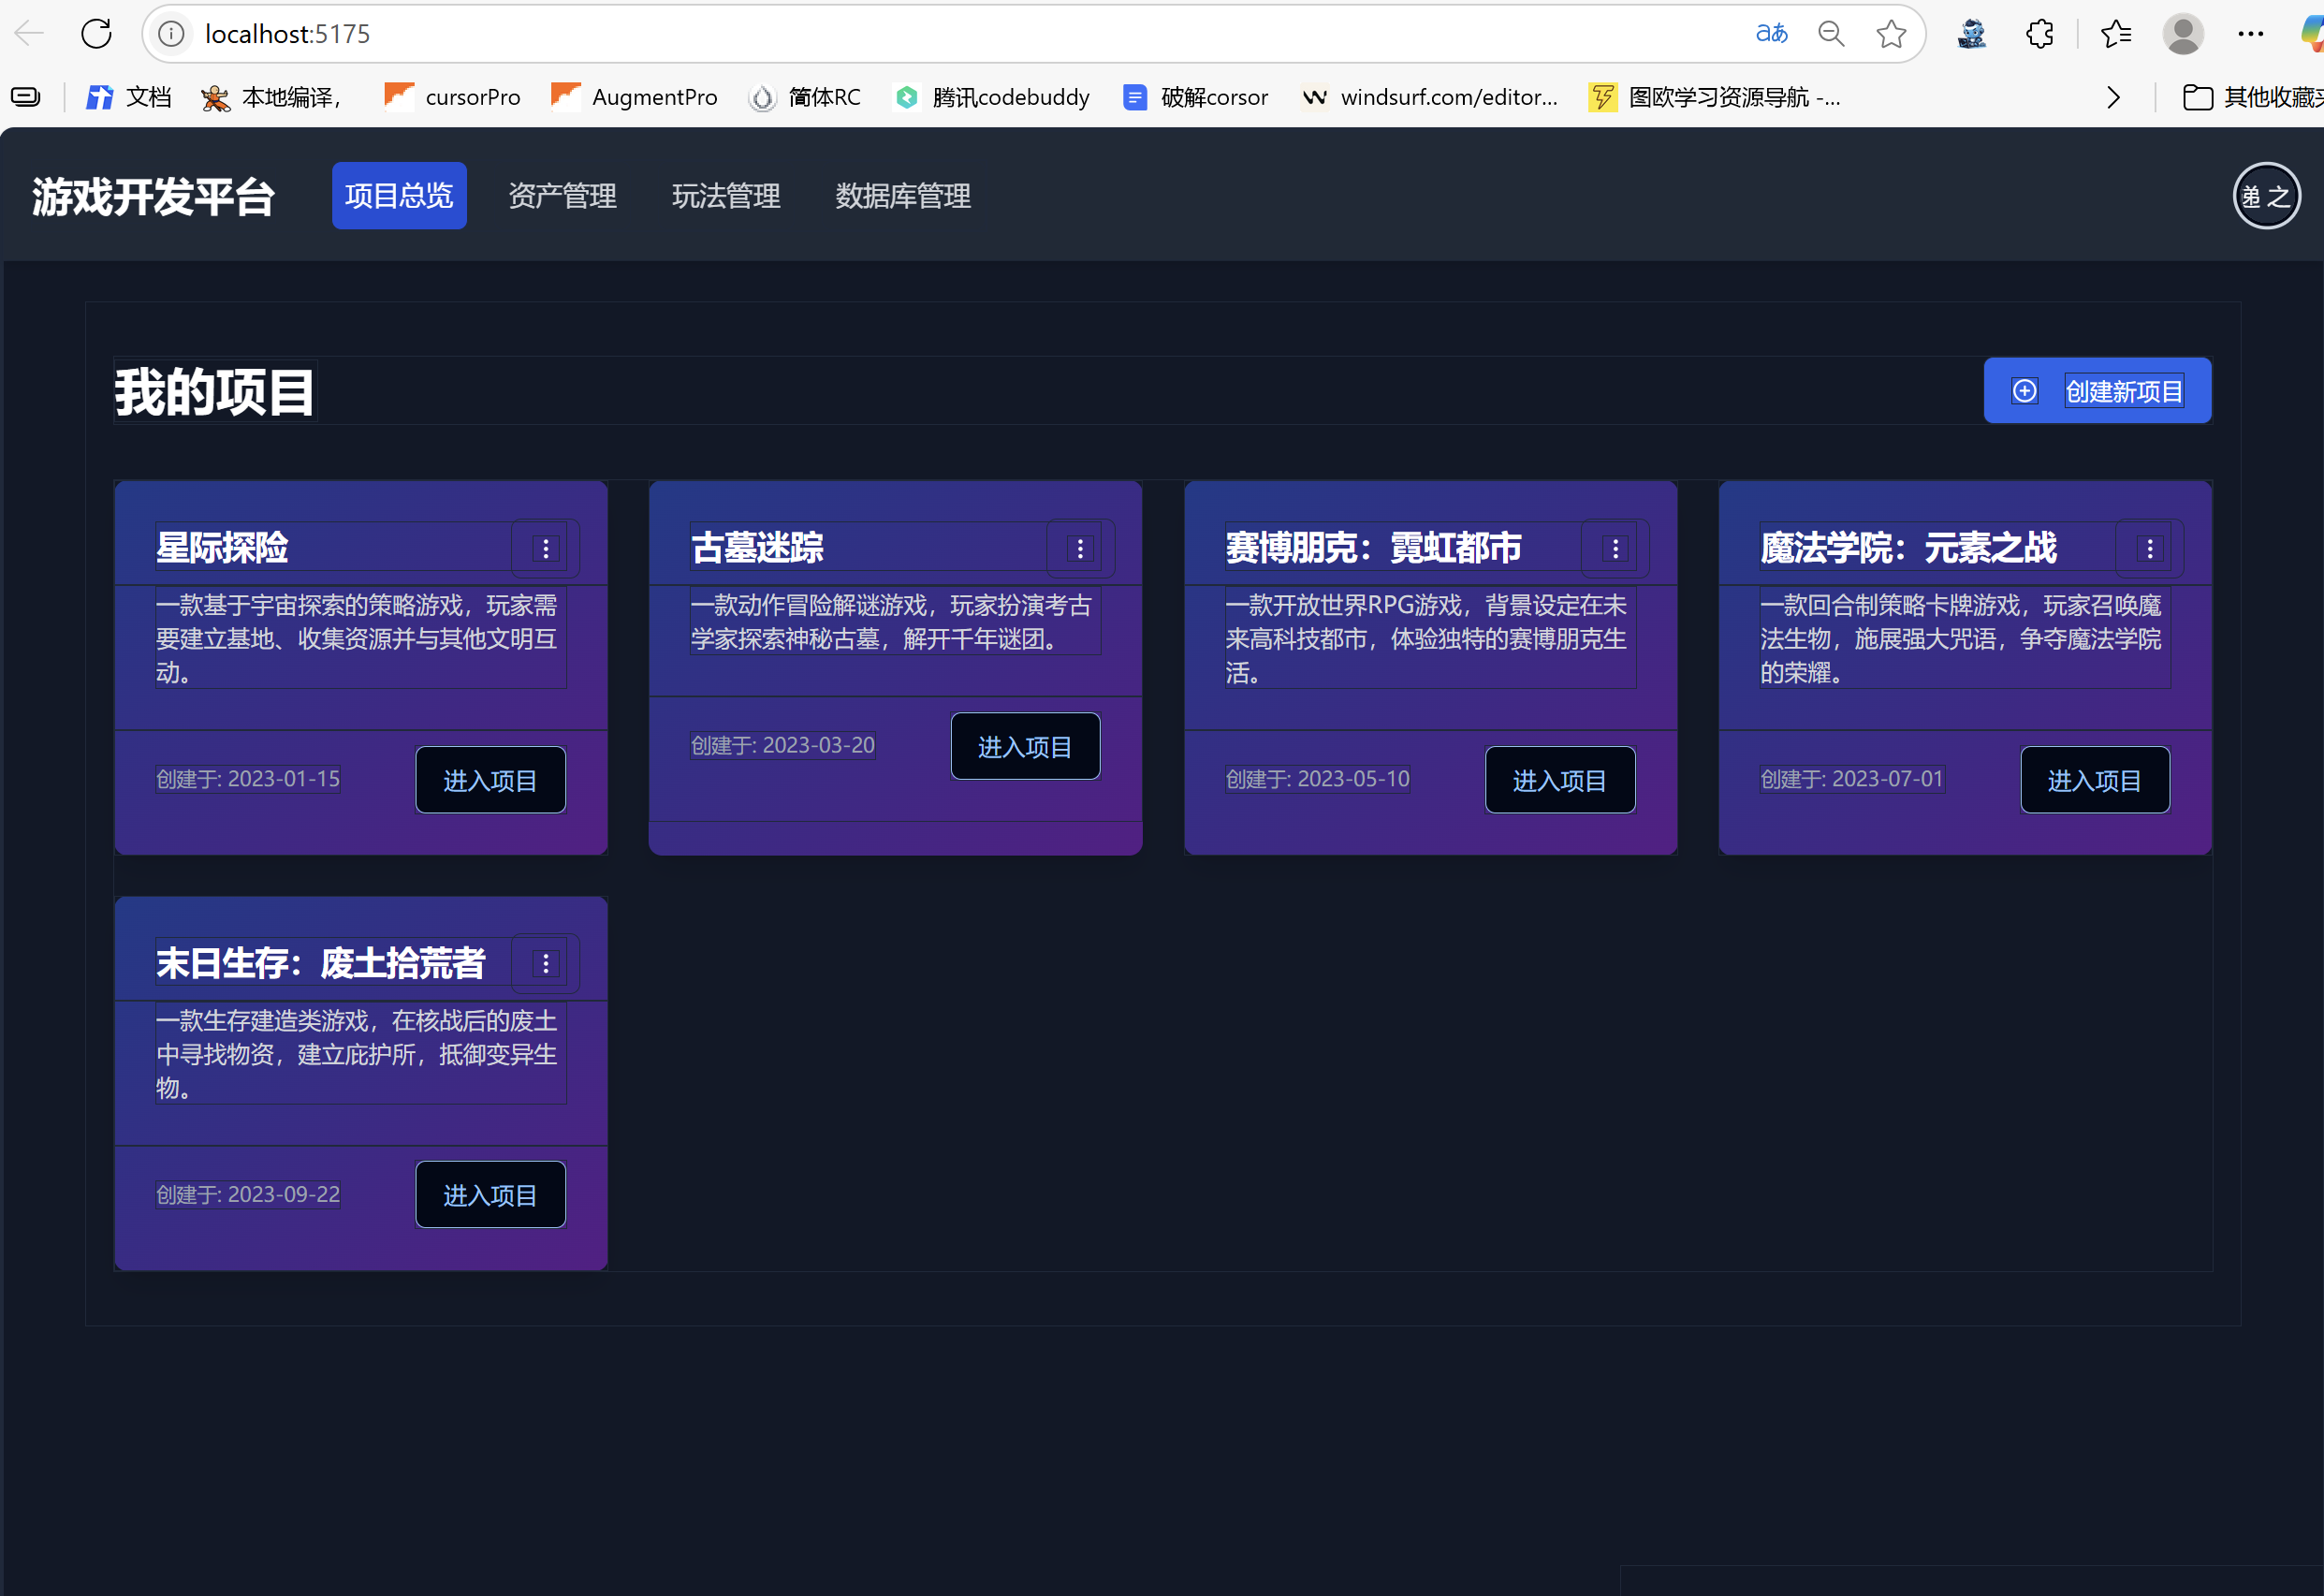 localhost:5175
aあ
文档
本地编译，
cursorPro
AugmentPro
简体RC
腾讯codebuddy
破解corsor
windsurf.com/editor...
图欧学习资源导航 -...
其他收藏夹
游戏开发平台
项目总览
资产管理
玩法管理
数据库管理
弟 之
我的项目
创建新项目
星际探险
一款基于宇宙探索的策略游戏，玩家需
要建立基地、收集资源并与其他文明互
动。
创建于: 2023-01-15
进入项目
古墓迷踪
一款动作冒险解谜游戏，玩家扮演考古
学家探索神秘古墓，解开千年谜团。
创建于: 2023-03-20
进入项目
赛博朋克：霓虹都市
一款开放世界RPG游戏，背景设定在未
来高科技都市，体验独特的赛博朋克生
活。
创建于: 2023-05-10
进入项目
魔法学院：元素之战
一款回合制策略卡牌游戏，玩家召唤魔
法生物，施展强大咒语，争夺魔法学院
的荣耀。
创建于: 2023-07-01
进入项目
末日生存：废土拾荒者
一款生存建造类游戏，在核战后的废土
中寻找物资，建立庇护所，抵御变异生
物。
创建于: 2023-09-22
进入项目